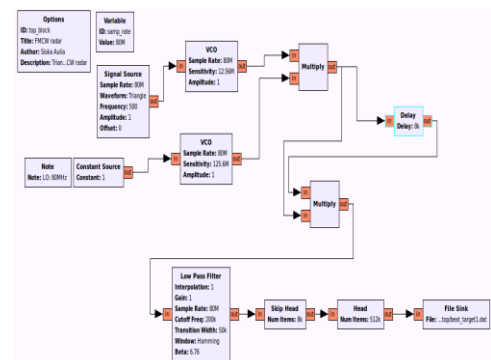 Options
ID: top_block
Title: FMCW radar
Author: Siska Aulia
Description: Trian...CW radar
Variable
ID: samp_rate
Value: 80M
Signal Source
Sample Rate: 80M
Waveform: Triangle
Frequency: 500
Amplitude: 1
Offset: 0
out
in
VCO
Sample Rate: 80M
Sensitivity: 12.56M
Amplitude: 1
out
in
in
Multiply
out
in
Delay
Delay: 8k
out
Note
Note: LO: 80MHz
Constant Source
Constant: 1
out
in
VCO
Sample Rate: 80M
Sensitivity: 125.6M
Amplitude: 1
out
in
in
Multiply
out
in
Low Pass Filter
Interpolation: 1
Gain: 1
Sample Rate: 80M
Cutoff Freq: 200k
Transition Width: 50k
Window: Hamming
Beta: 6.76
out
in
Skip Head
Num Items: 8k
out
in
Head
Num Items: 512k
out
in
File Sink
File: ...top/beat_target1.dat